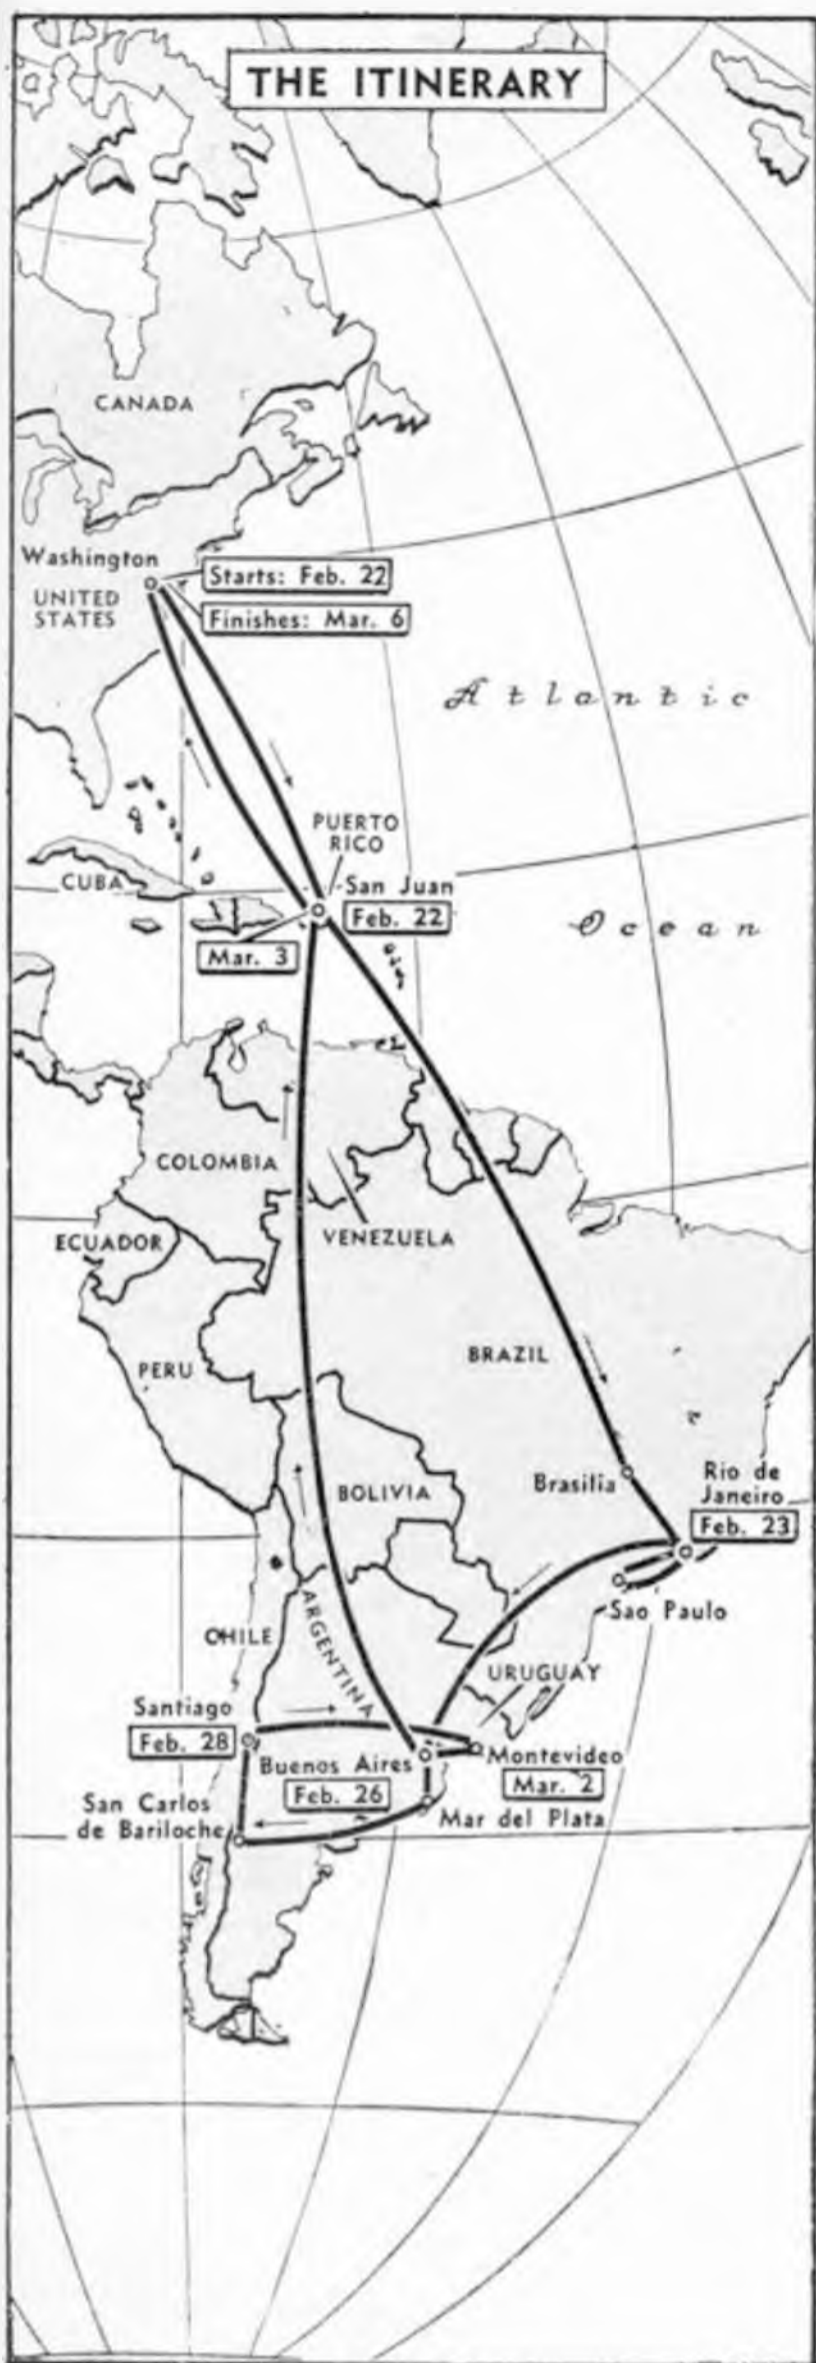 THE ITINERARY
CANADA
Washington
Starts: Feb. 22
UNITED
STATES
Finishes: Mar. 6
Atlantic
PUERTO
RICO
CUBA
San Juan
Feb. 22
Ocean
Mar. 3
COLOMBIA
ECUADOR
VENEZUELA
BRAZIL
PERU
Rio de
Janeiro
Brasilia
BOLIVIA
Feb. 23
ARGENTINA
Sao Paulo
CHILE
URUGUAY
Santiago
Feb. 28
Buenos Aires
Feb. 26
Montevideo
Mar. 2
San Carlos
de Bariloche
Mar del Plata